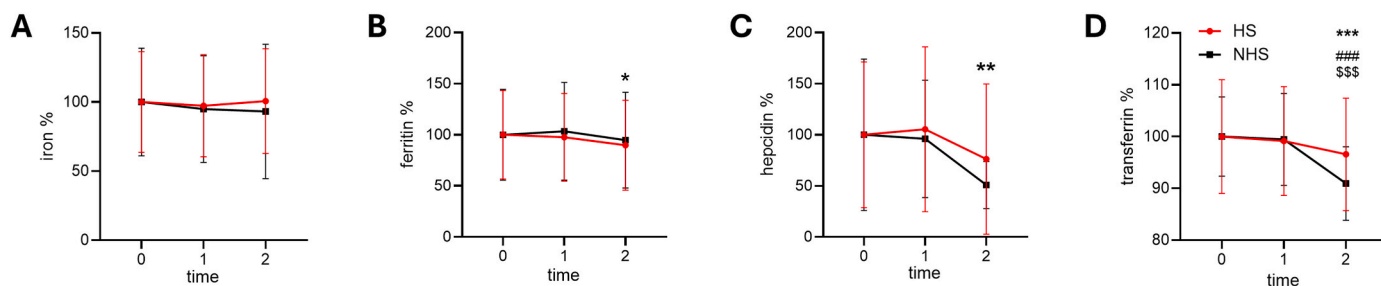 A
iron %
150
100
50
0
0 1 2
time
B
ferritin %
200
150
100
50
0
*
0 1 2
time
C
hepcidin %
200
150
100
50
0
**
0 1 2
time
D
transferrin %
120
110
100
90
80
HS
NHS
***
###
$$$
0 1 2
time